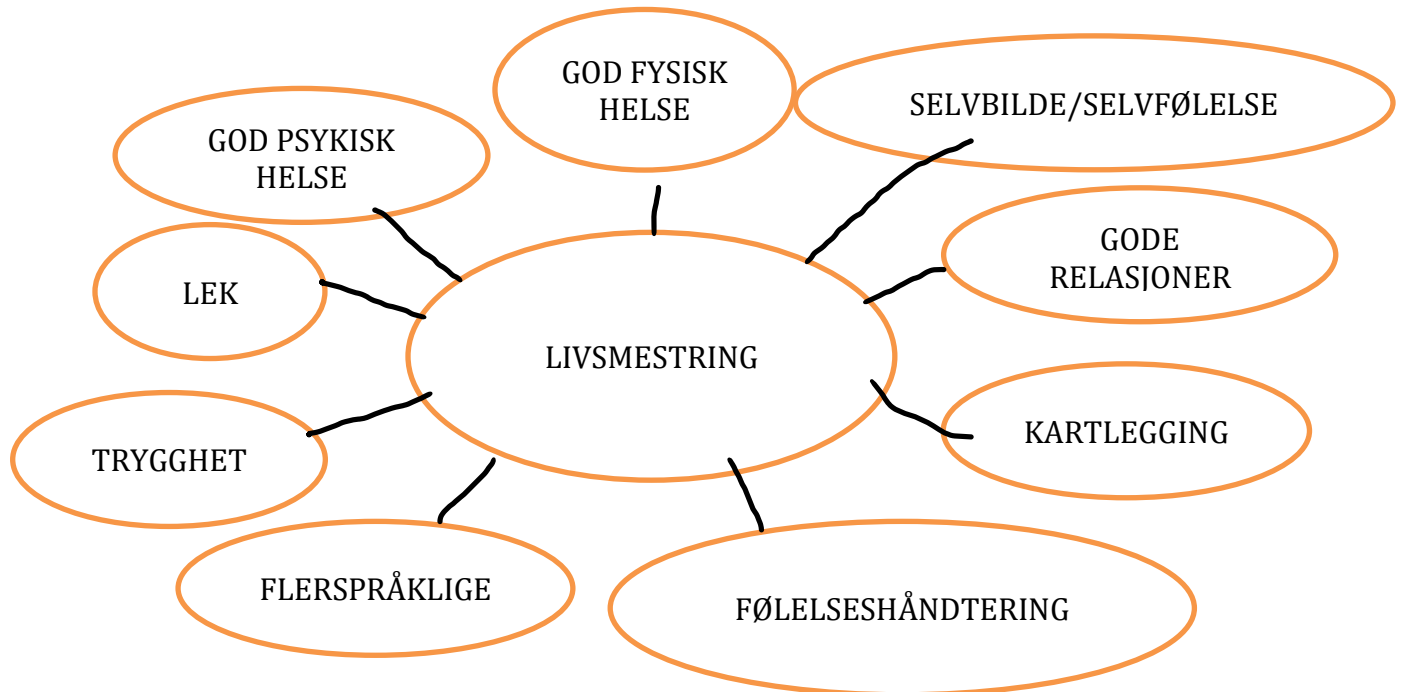 GOD FYSISK
HELSE
SELVBILDE/SELVFØLELSE
GOD PSYKISK
HELSE
GODE
RELASJONER
LEK
LIVSMESTRING
KARTLEGGING
TRYGGHET
FLERSPRÅKLIGE
FØLELSESHÅNDTERING